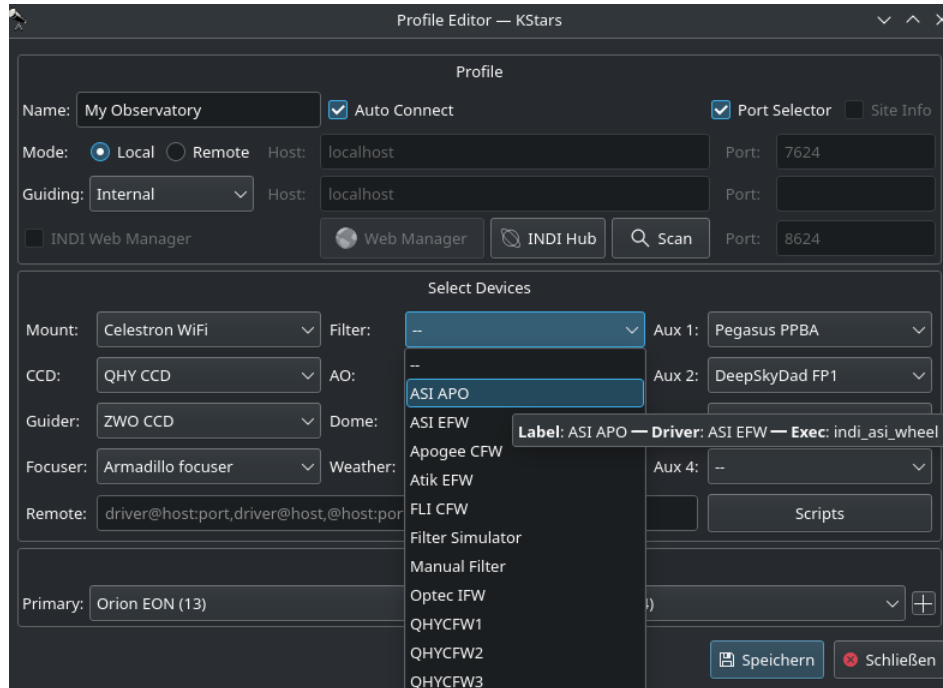 Profile Editor — KStars
Profile
Name: My Observatory Auto Connect Port Selector Site Info
Mode: Local Remote Host: localhost Port: 7624
Guiding: Internal Host: localhost Port:
INDI Web Manager Web Manager INDI Hub Scan Port: 8624
Select Devices
Mount: Celestron WiFi Filter: -- Aux 1: Pegasus PPBA
--
CCD: QHY CCD AO: Aux 2: DeepSkyDad FP1
ASI APO
Guider: ZWO CCD Dome: ASI EFW
Label: ASI APO — Driver: ASI EFW — Exec: indi_asi_wheel
Apogee CFW
Focuser: Armadillo focuser Weather: Aux 4: --
Atik EFW
FLI CFW
Remote: driver@host:port,driver@host,@host:por Scripts
Filter Simulator
Manual Filter
Optec IFW
Primary: Orion EON (13) 4)
QHYCFW1
QHYCFW2
Speichern Schließen
QHYCFW3